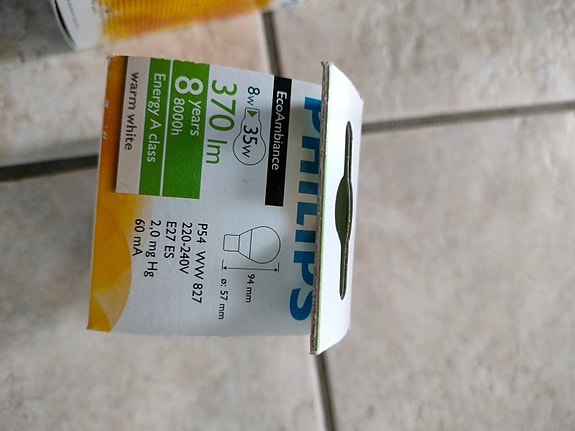 PHILIPS
EcoAmbiance
8w 35w
370 lm
8 years
8000h
Energy A class
warm white
94 mm
ø: 57 mm
P54 WW 827
220-240V
E27 ES
2,0 mg Hg
60 mA